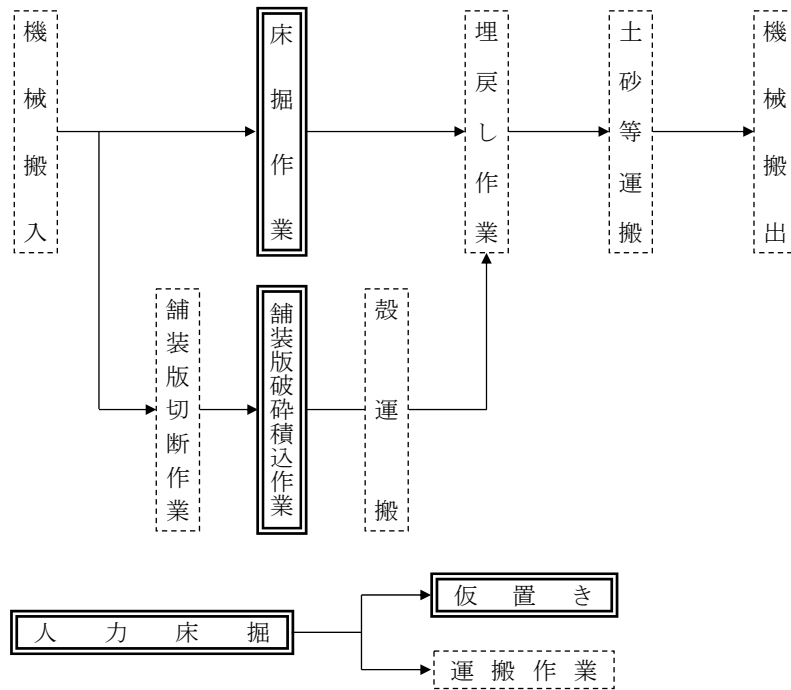 機械搬入
床掘作業
埋戻し作業
土砂等運搬
機械搬出
舗装版切断作業
舗装版破砕積込作業
殻運搬
人力床掘
仮置き
運搬作業